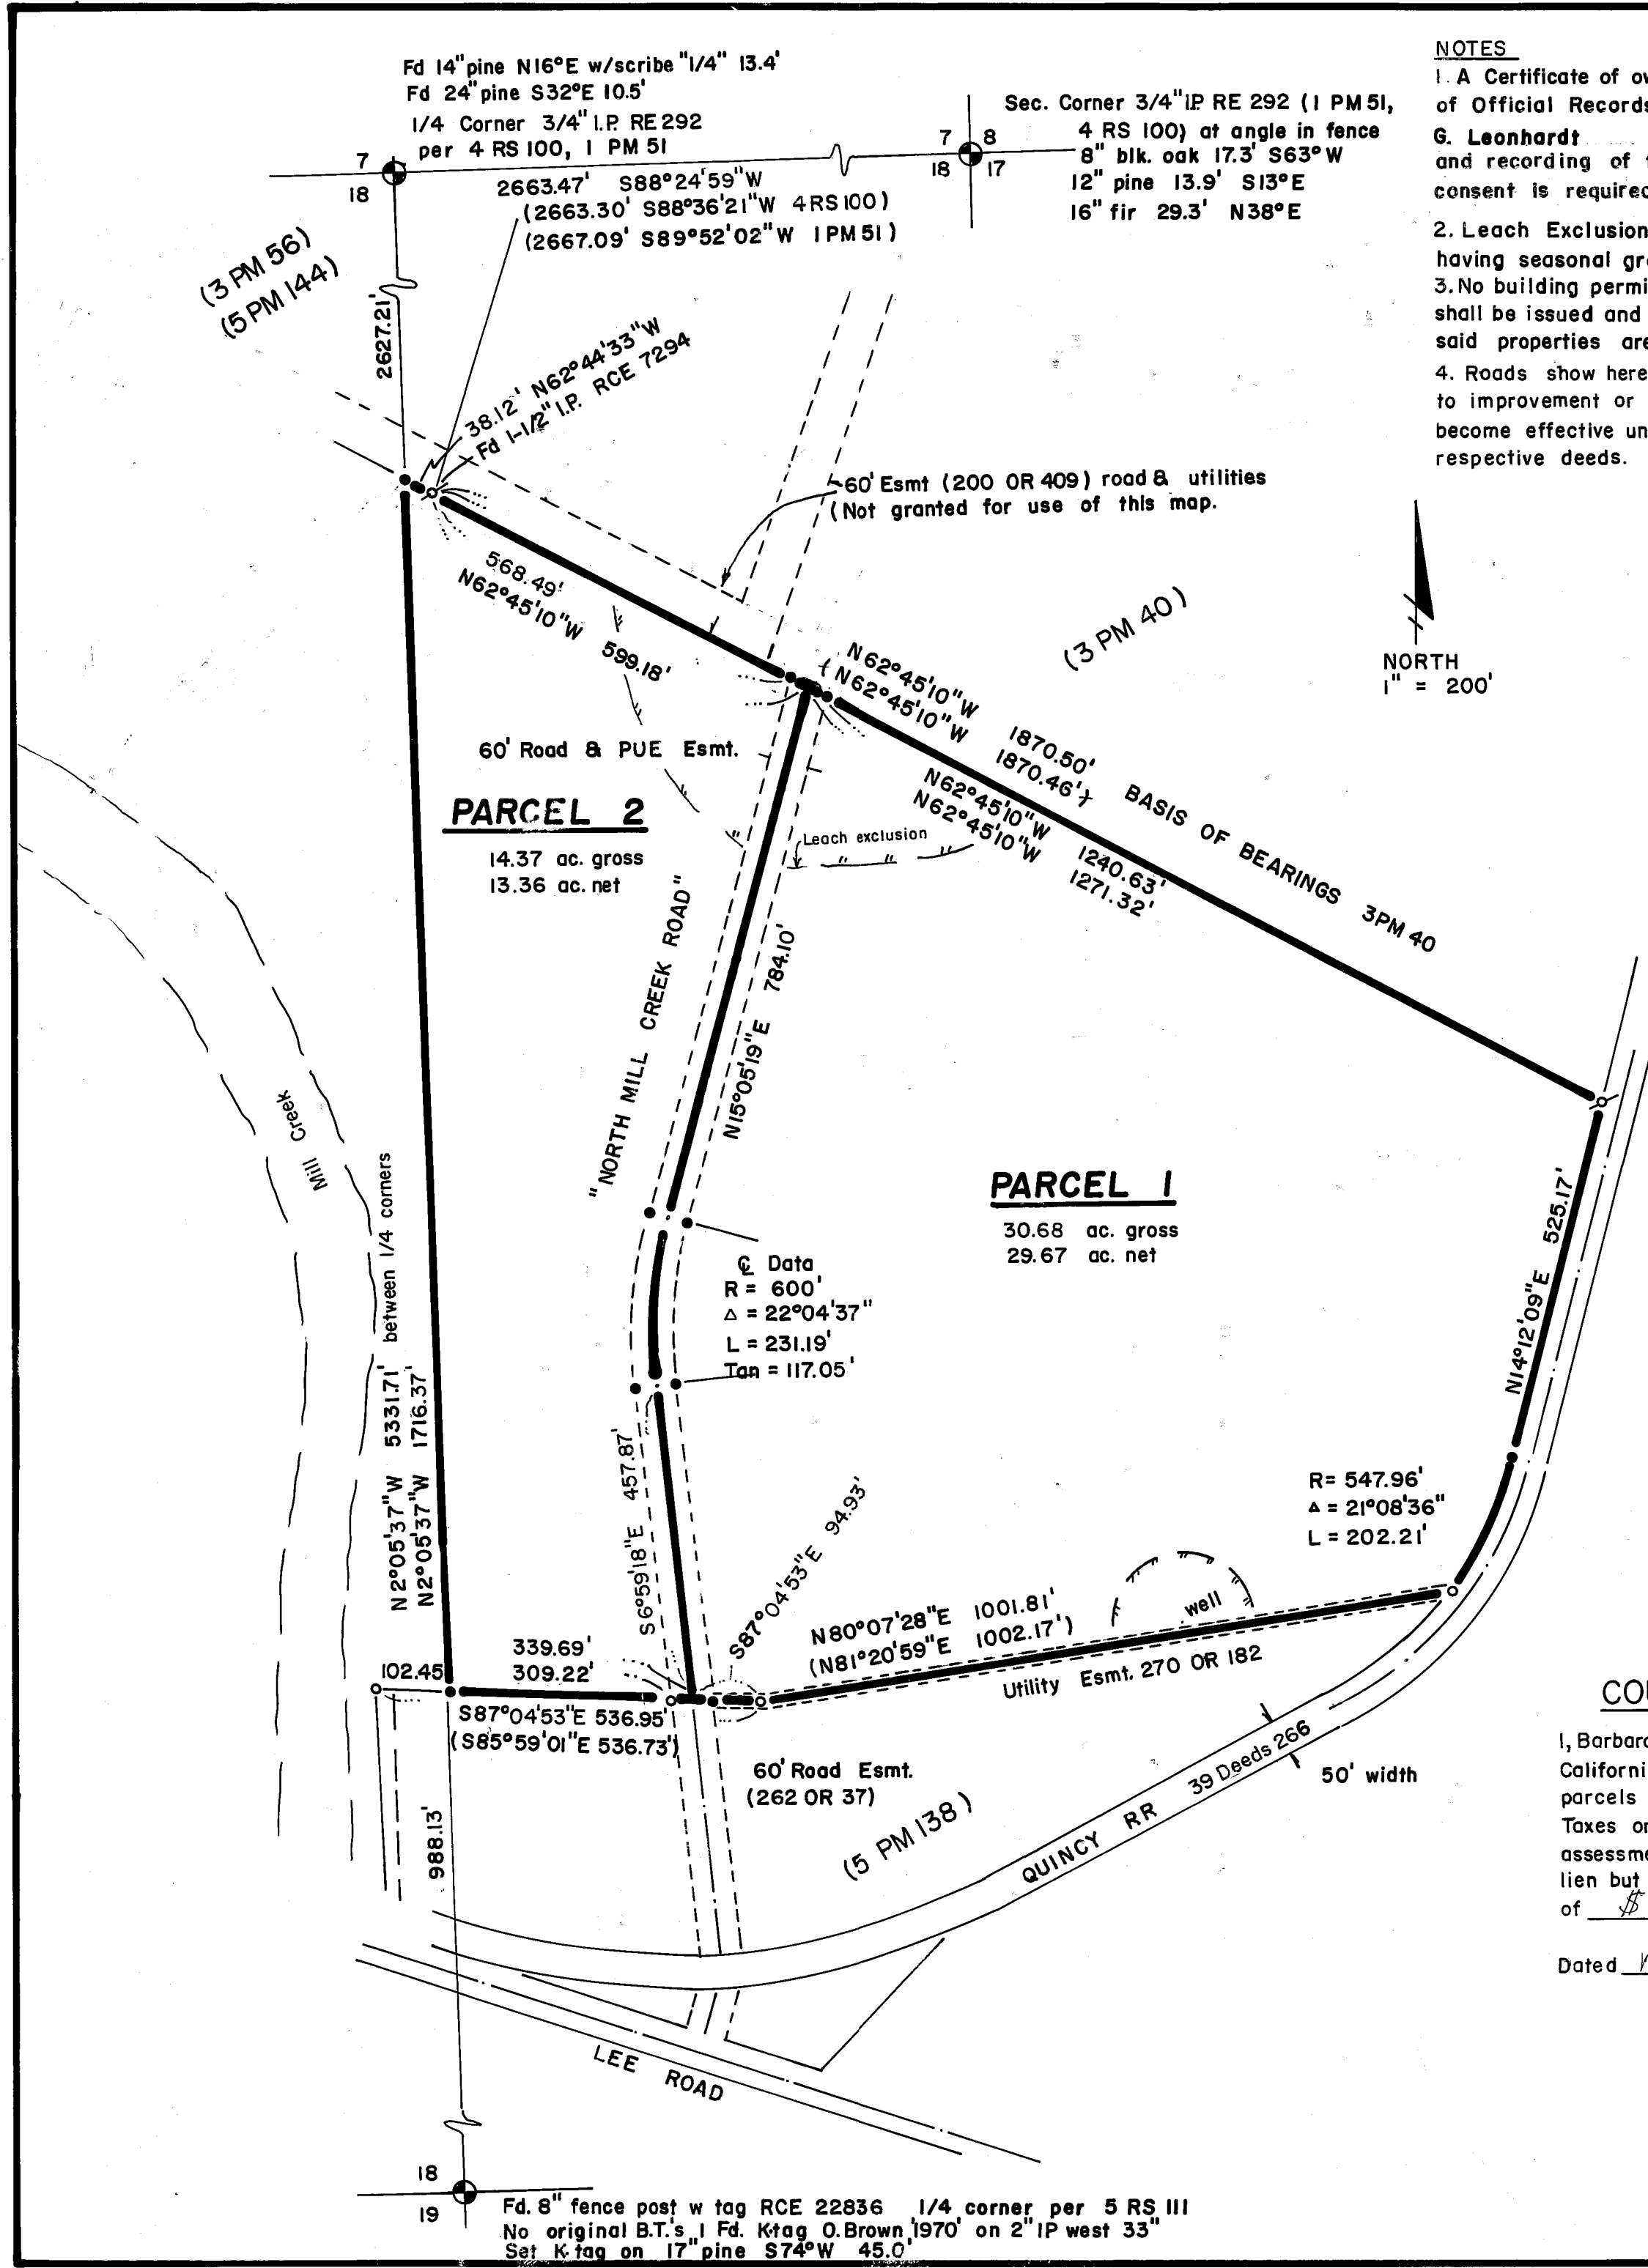 Fd 14" pine N16°E w/scribe "1/4" 13.4'
Fd 24" pine S32°E 10.5'
1/4 Corner 3/4" I.P. RE 292
per 4 RS 100, 1 PM 51
7
18
7 8
18 17
Sec. Corner 3/4" IP RE 292 (1 PM 51,
4 RS 100) at angle in fence
8" blk. oak 17.3' S63°W
12" pine 13.9' S13°E
16" fir 29.3' N38°E
2663.47' S88°24'59"W
(2663.30' S88°36'21"W 4RS100)
(2667.09' S89°52'02"W 1PM51)
NOTES
1. A Certificate of
of Official Records
G. Leonhardt
and recording of
consent is required
2. Leach Exclusion
having seasonal
3. No building
shall be issued and
said properties are
4. Roads show
to improvement or
become effective
respective deeds.
(3 PM 56)
(5 PM 144)
2627.21'
38.12' N62°44'33"W
Fd 1-1/2" I.P. RCE 7294
60' Esmt (200 OR 409) road & utilities
(Not granted for use of this map.
568.49'
N62°45'10"W 599.18'
(3 PM 40)
NORTH
1" = 200'
N62°45'10"W 1870.50'
(N62°45'10"W 1870.46')
BASIS OF BEARINGS 3PM 40
N62°45'10"W 1240.63'
N62°45'10"W 1271.32'
60' Road & PUE Esmt.
PARCEL 2
14.37 ac. gross
13.36 ac. net
Leach exclusion
"NORTH MILL CREEK ROAD"
N15°05'19"E 784.10'
Mill Creek
PARCEL 1
30.68 ac. gross
29.67 ac. net
N14°12'09"E 525.17'
℄ Data
R = 600'
Δ = 22°04'37"
L = 231.19'
Tan = 117.05'
N2°05'37"W 5331.71' between 1/4 corners
N2°05'37"W 1716.37'
S6°59'18"E 457.87'
S87°04'53"E 94.93'
R= 547.96'
Δ = 21°08'36"
L = 202.21'
N80°07'28"E 1001.81'
(N81°20'59"E 1002.17')
well
Utility Esmt. 270 OR 182
102.45
339.69'
309.22'
S87°04'53"E 536.95'
(S85°59'01"E 536.73')
60' Road Esmt.
(262 OR 37)
988.13'
(5 PM 138)
QUINCY RR 39 Deeds 266
50' width
I,
parcels
Taxes
lien but
of $
Dated
LEE ROAD
18
19
Fd. 8" fence post w tag RCE 22836 1/4 corner per 5 RS 111
No original B.T.'s, 1 Fd. K-tag O.Brown '1970' on 2" IP west 33"
Set K-tag on 17" pine S74°W 45.0'